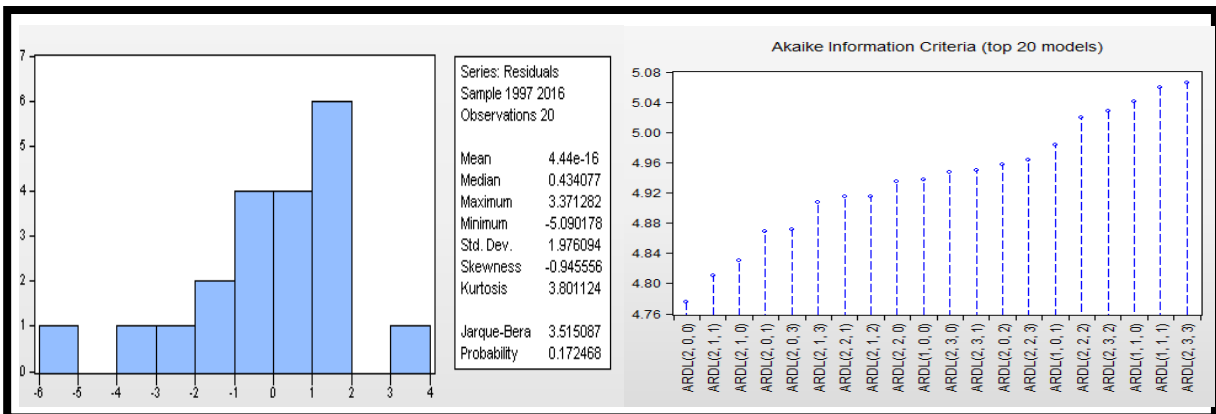 7
6
5
4
3
2
1
0
-6 -5 -4 -3 -2 -1 0 1 2 3 4
Series: Residuals
Sample 1997 2016
Observations 20
Mean 4.44e-16
Median 0.434077
Maximum 3.371282
Minimum -5.090178
Std. Dev. 1.976094
Skewness -0.945556
Kurtosis 3.801124
Jarque-Bera 3.515087
Probability 0.172468
Akaike Information Criteria (top 20 models)
5.08
5.04
5.00
4.96
4.92
4.88
4.84
4.80
4.76
ARDL(2, 0, 0)
ARDL(2, 1, 1)
ARDL(2, 1, 0)
ARDL(2, 0, 1)
ARDL(2, 0, 3)
ARDL(2, 1, 3)
ARDL(2, 2, 1)
ARDL(2, 1, 2)
ARDL(2, 2, 0)
ARDL(1, 0, 0)
ARDL(2, 3, 0)
ARDL(2, 3, 1)
ARDL(2, 0, 2)
ARDL(2, 2, 3)
ARDL(1, 0, 1)
ARDL(2, 2, 2)
ARDL(2, 3, 2)
ARDL(1, 1, 0)
ARDL(1, 1, 1)
ARDL(2, 3, 3)